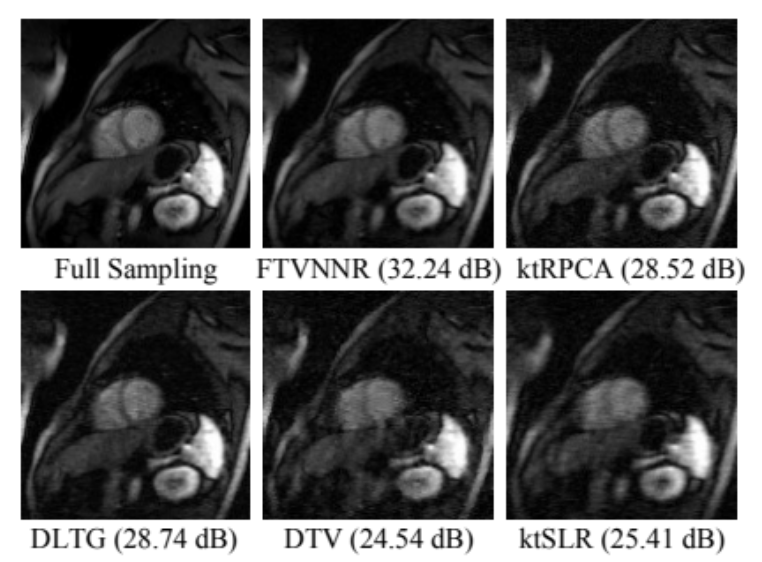 Full Sampling FTVNNR (32.24 dB) ktRPCA (28.52 dB)
DLTG (28.74 dB) DTV (24.54 dB) ktSLR (25.41 dB)